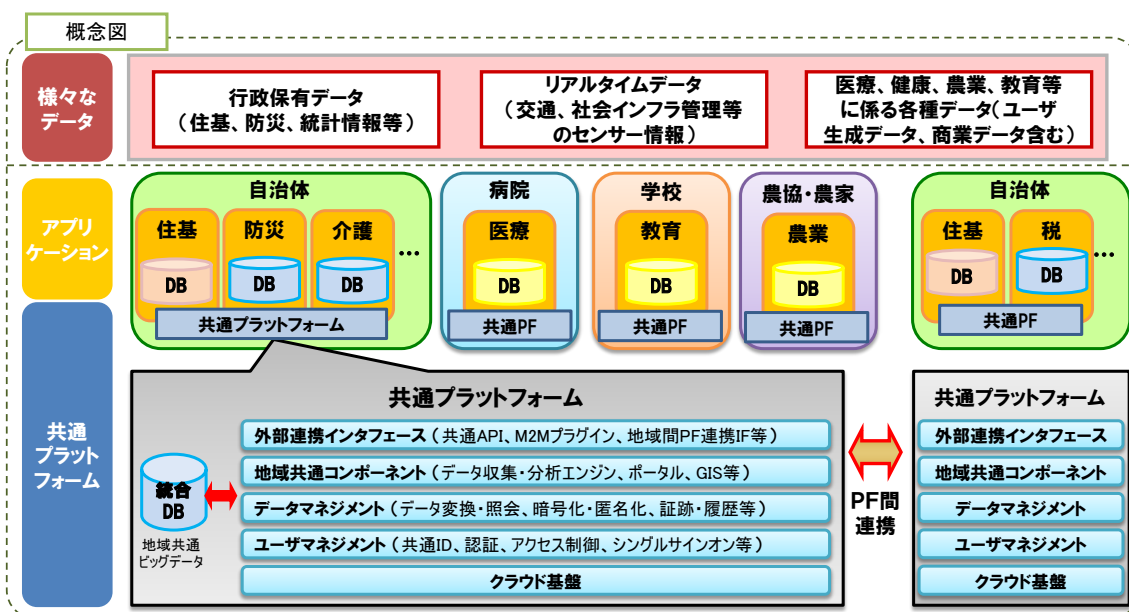 概念図
様々な
データ
行政保有データ
（住基、防災、統計情報等）
リアルタイムデータ
（交通、社会インフラ管理等
のセンサー情報）
医療、健康、農業、教育等
に係る各種データ（ユーザ
生成データ、商業データ含む）
アプリ
ケーション
自治体
住基
防災
介護
…
DB
DB
DB
共通プラットフォーム
病院
医療
DB
共通PF
学校
教育
DB
共通PF
農協・農家
農業
DB
共通PF
自治体
住基
税
…
DB
DB
共通PF
共通
プラット
フォーム
共通プラットフォーム
外部連携インタフェース（共通API、M2Mプラグイン、地域間PF連携IF等）
地域共通コンポーネント（データ収集・分析エンジン、ポータル、GIS等）
データマネジメント（データ変換・照会、暗号化・匿名化、証跡・履歴等）
ユーザマネジメント（共通ID、認証、アクセス制御、シングルサインオン等）
クラウド基盤
統合
DB
地域共通
ビッグデータ
PF間
連携
共通プラットフォーム
外部連携インタフェース
地域共通コンポーネント
データマネジメント
ユーザマネジメント
クラウド基盤